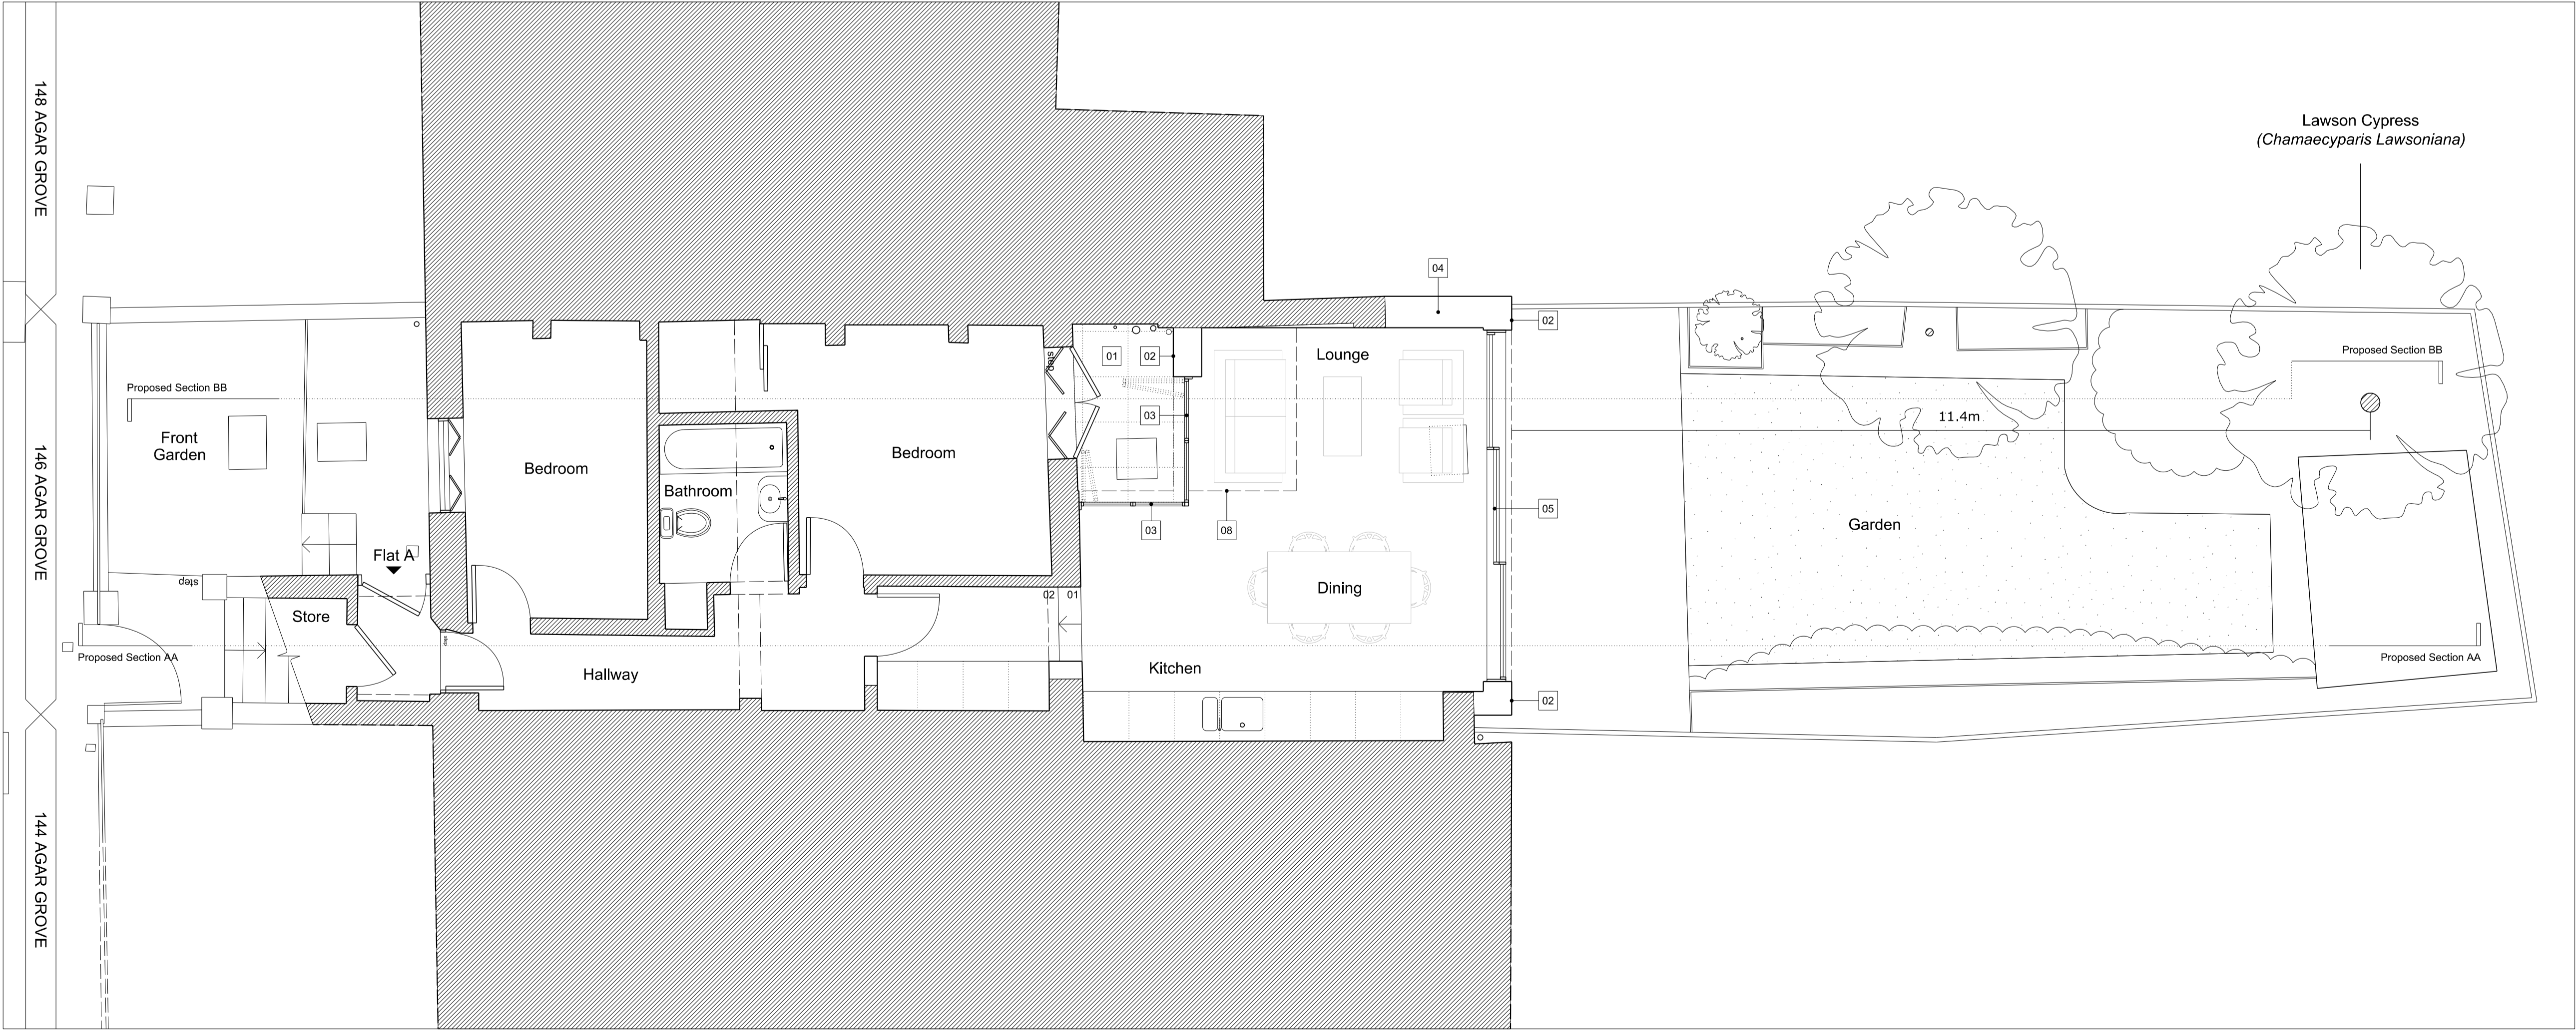 148 AGAR GROVE
146 AGAR GROVE
144 AGAR GROVE
Lawson Cypress
(Chamaecyparis Lawsoniana)
04
02
01
02
Lounge
Proposed Section BB
Proposed Section BB
step
03
11.4m
Front
Garden
Bedroom
Bedroom
Bathroom
05
Garden
03
08
Flat A
step
Dining
02
01
Store
step
Proposed Section AA
Proposed Section AA
Kitchen
Hallway
02